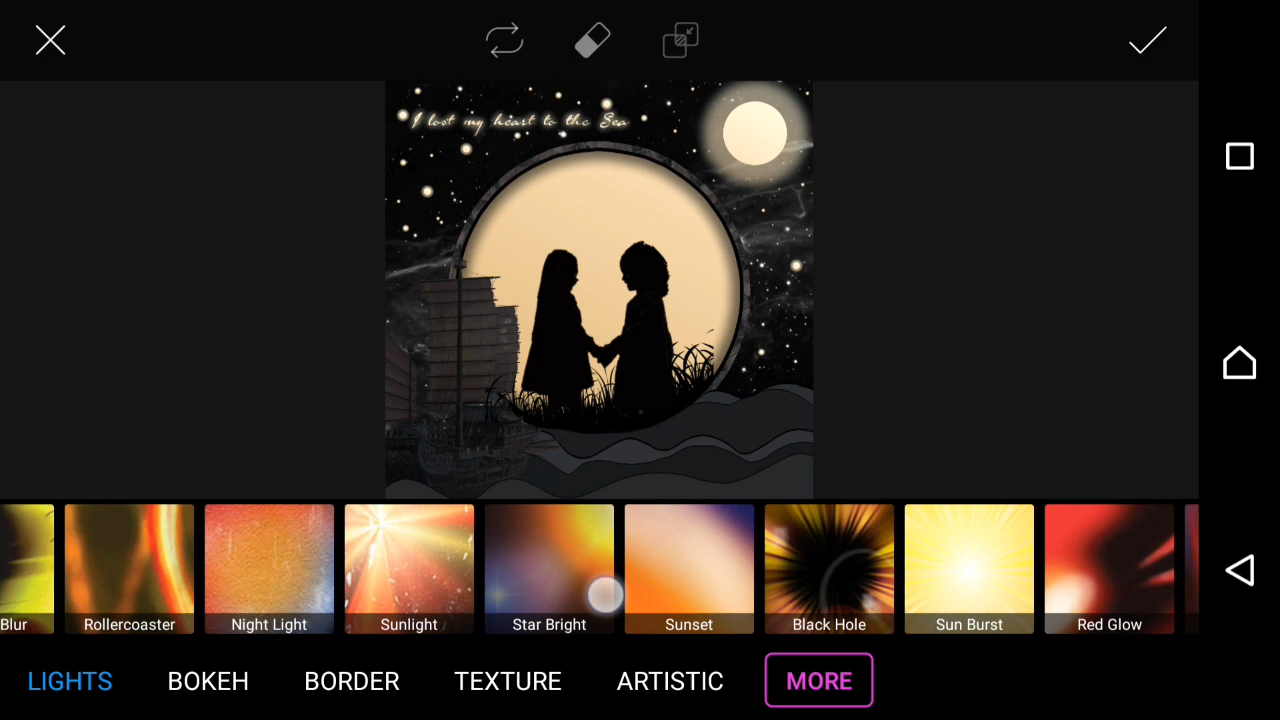 I lost my heart to the Sea
Blur
Rollercoaster
Night Light
Sunlight
Star Bright
Sunset
Black Hole
Sun Burst
Red Glow
LIGHTS
BOKEH
BORDER
TEXTURE
ARTISTIC
MORE